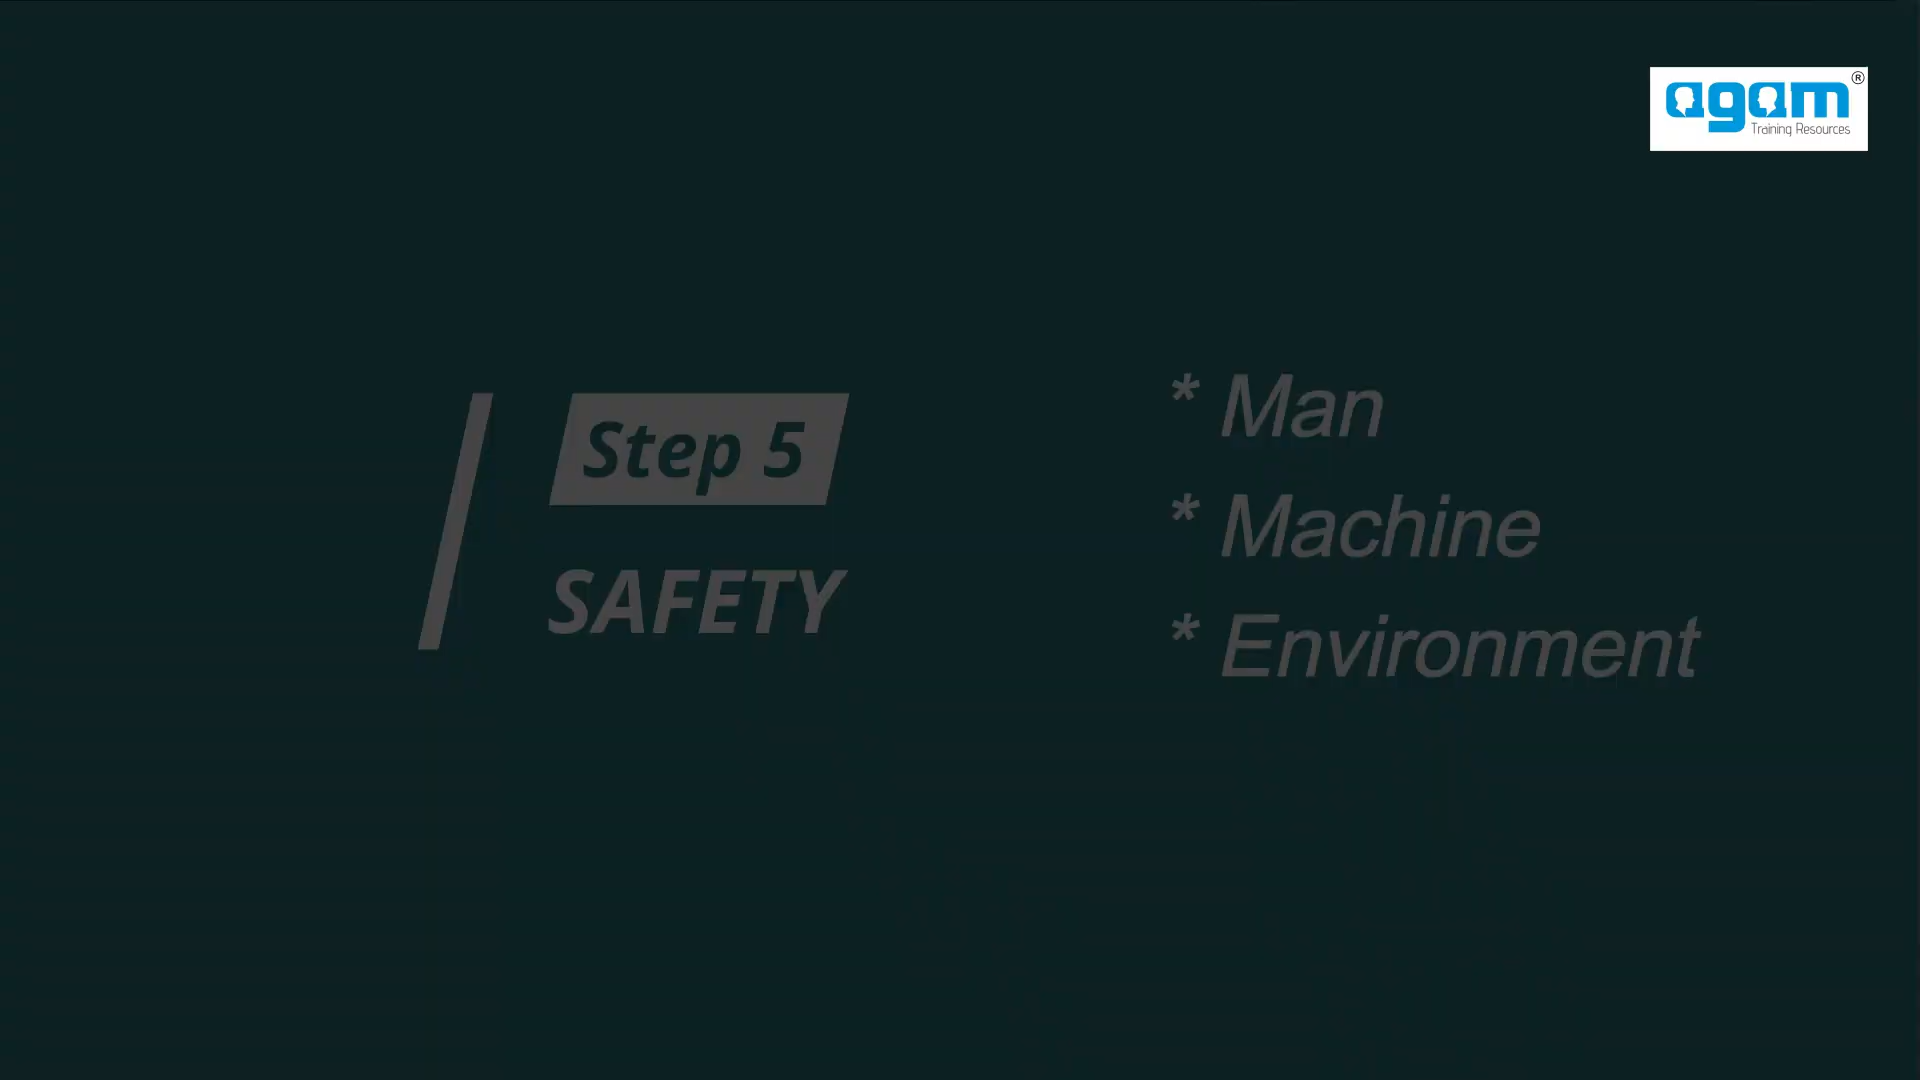 agam®
Training Resources
Step 5
SAFETY
* Man
* Machine
* Environment